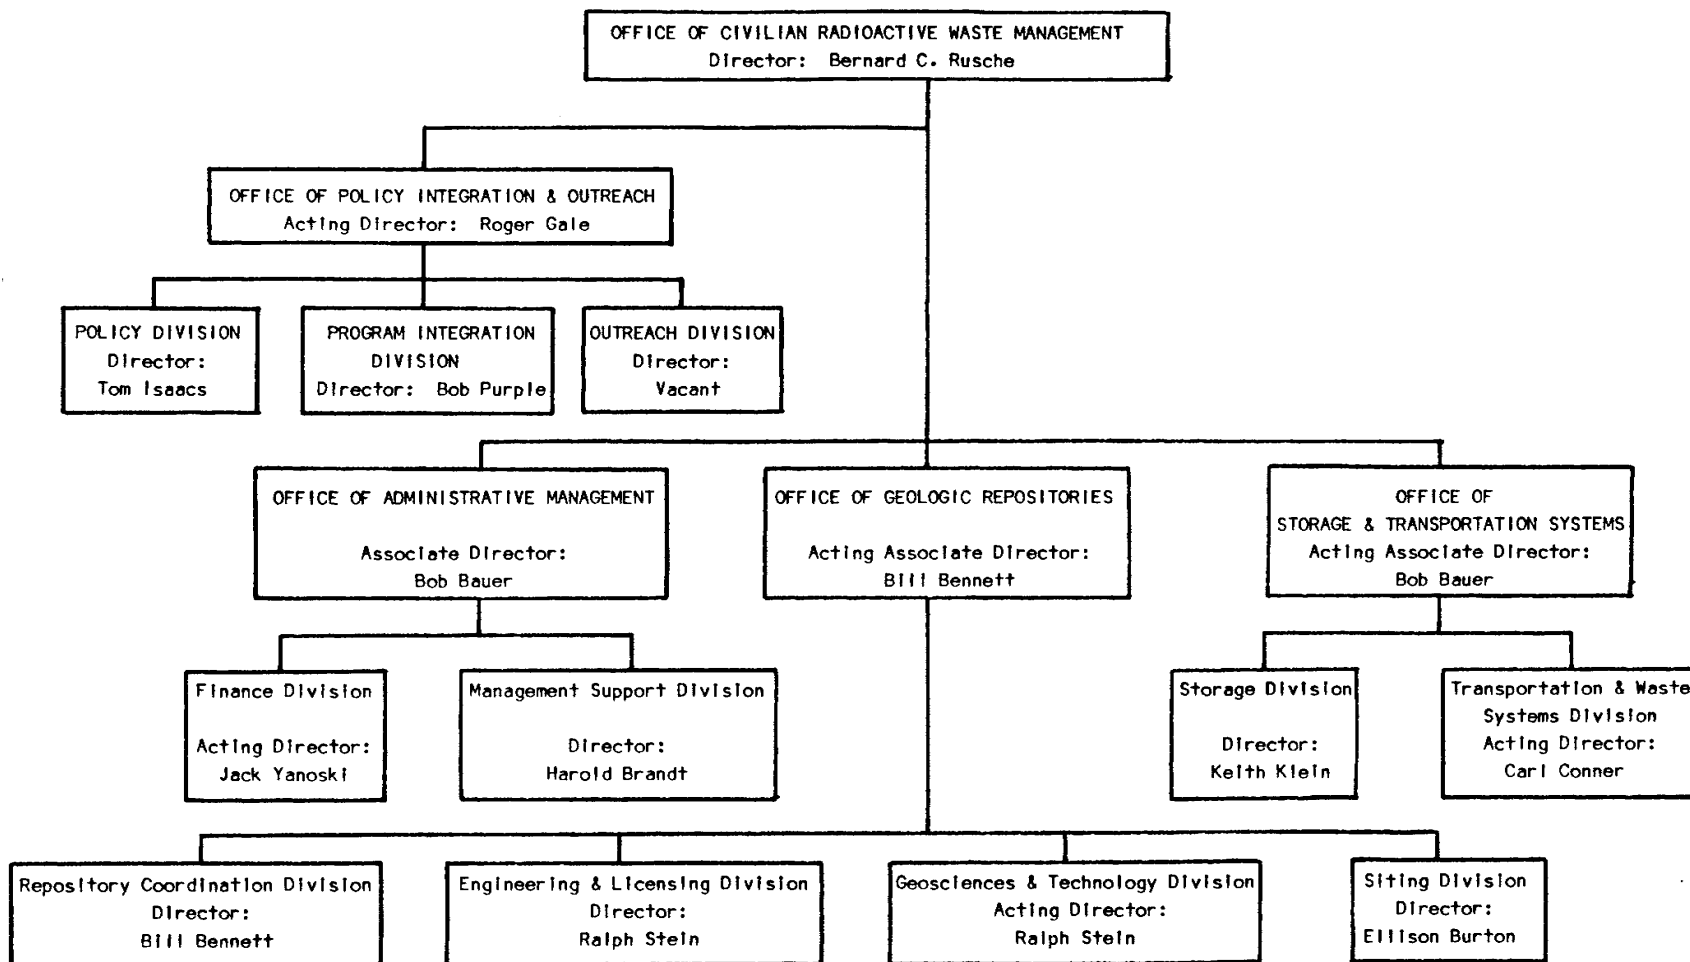 OFFICE OF CIVILIAN RADIOACTIVE WASTE MANAGEMENT
Director: Bernard C. Rusche
OFFICE OF POLICY INTEGRATION & OUTREACH
Acting Director: Roger Gale
POLICY DIVISION
Director:
Tom Isaacs
PROGRAM INTEGRATION
DIVISION
Director: Bob Purple
OUTREACH DIVISION
Director:
Vacant
OFFICE OF ADMINISTRATIVE MANAGEMENT
Associate Director:
Bob Bauer
OFFICE OF GEOLOGIC REPOSITORIES
Acting Associate Director:
Bill Bennett
OFFICE OF
STORAGE & TRANSPORTATION SYSTEMS
Acting Associate Director:
Bob Bauer
Finance Division
Acting Director:
Jack Yanoski
Management Support Division
Director:
Harold Brandt
Storage Division
Director:
Keith Klein
Transportation & Waste
Systems Division
Acting Director:
Carl Conner
Repository Coordination Division
Director:
Bill Bennett
Engineering & Licensing Division
Director:
Ralph Stein
Geosciences & Technology Division
Acting Director:
Ralph Stein
Siting Division
Director:
Ellison Burton